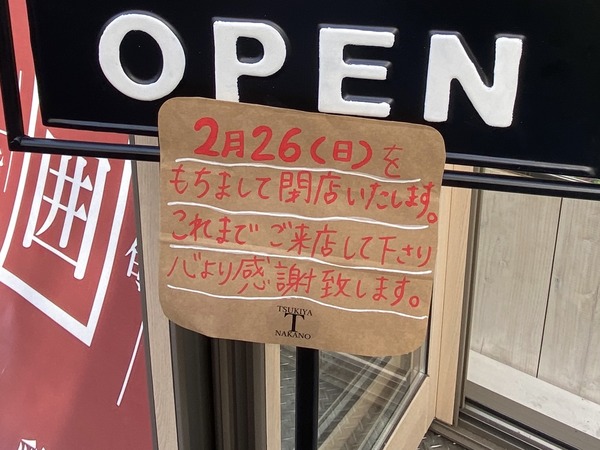 OPEN
2月26(日)を
もちまして閉店いたします。
これまでご来店して下さり
心より感謝致します。
TSUKIYA
T
NAKANO
囲